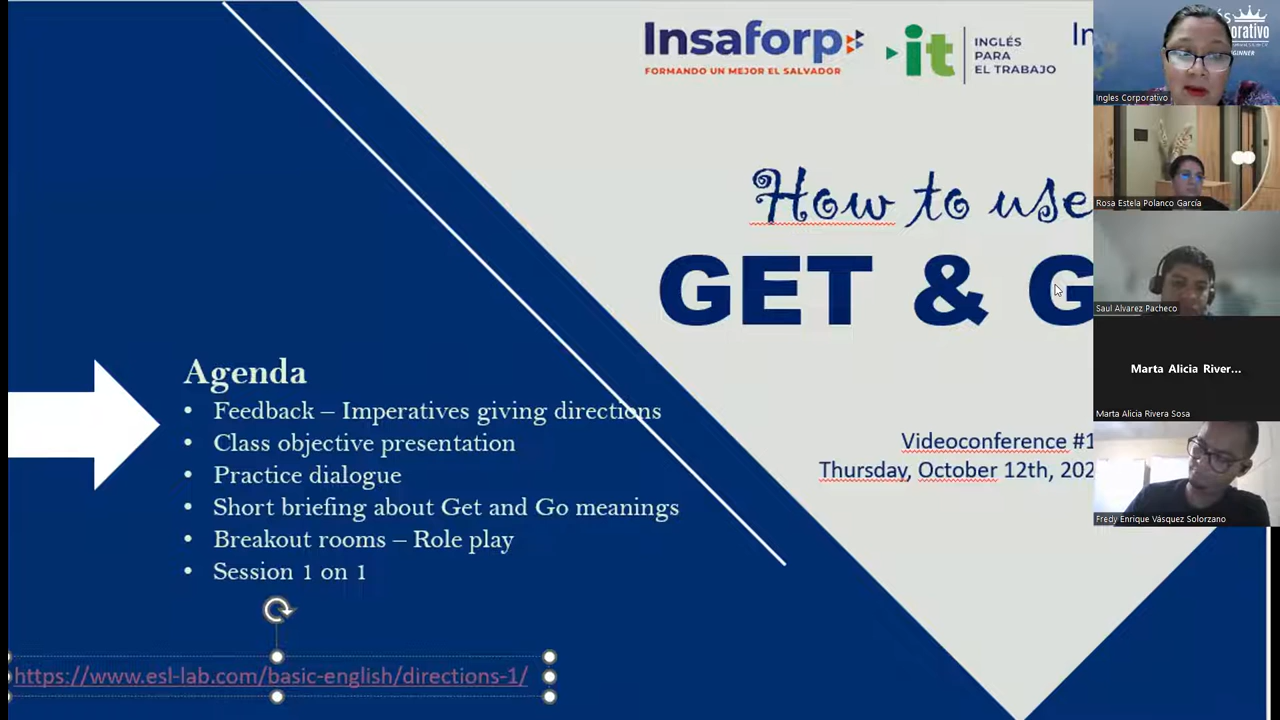 Insaforp
FORMANDO UN MEJOR EL SALVADOR
it
INGLÉS
PARA
EL TRABAJO
In
How to use
GET & G
Videoconference #1
Thursday, October 12th, 202
Agenda
• Feedback – Imperatives giving directions
• Class objective presentation
• Practice dialogue
• Short briefing about Get and Go meanings
• Breakout rooms – Role play
• Session 1 on 1
https://www.esl-lab.com/basic-english/directions-1/
orativo
GINNER
Ingles Corporativo
Rosa Estela Polanco García
Saul Alvarez Pacheco
Marta Alicia River...
Marta Alicia Rivera Sosa
Fredy Enrique Vásquez Solorzano